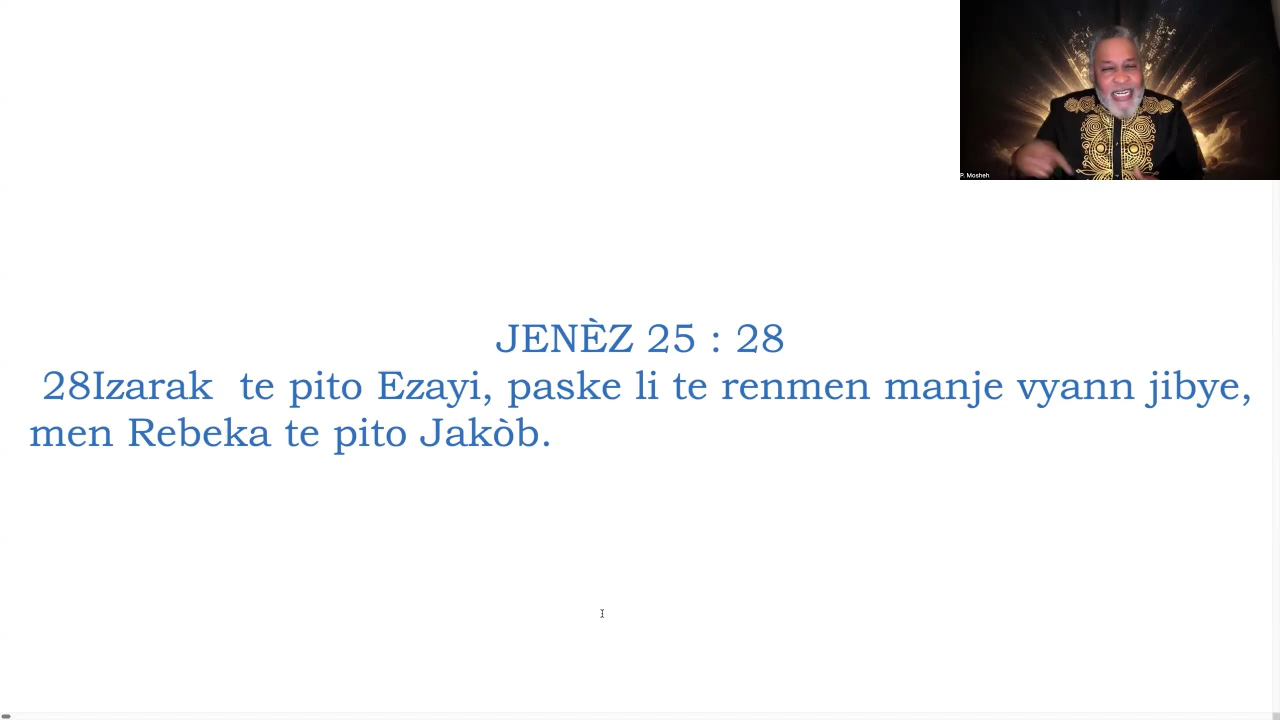 P. Mosheh
JENÈZ 25 : 28
28Izarak te pito Ezayi, paske li te renmen manje vyann jibye,
men Rebeka te pito Jakòb.